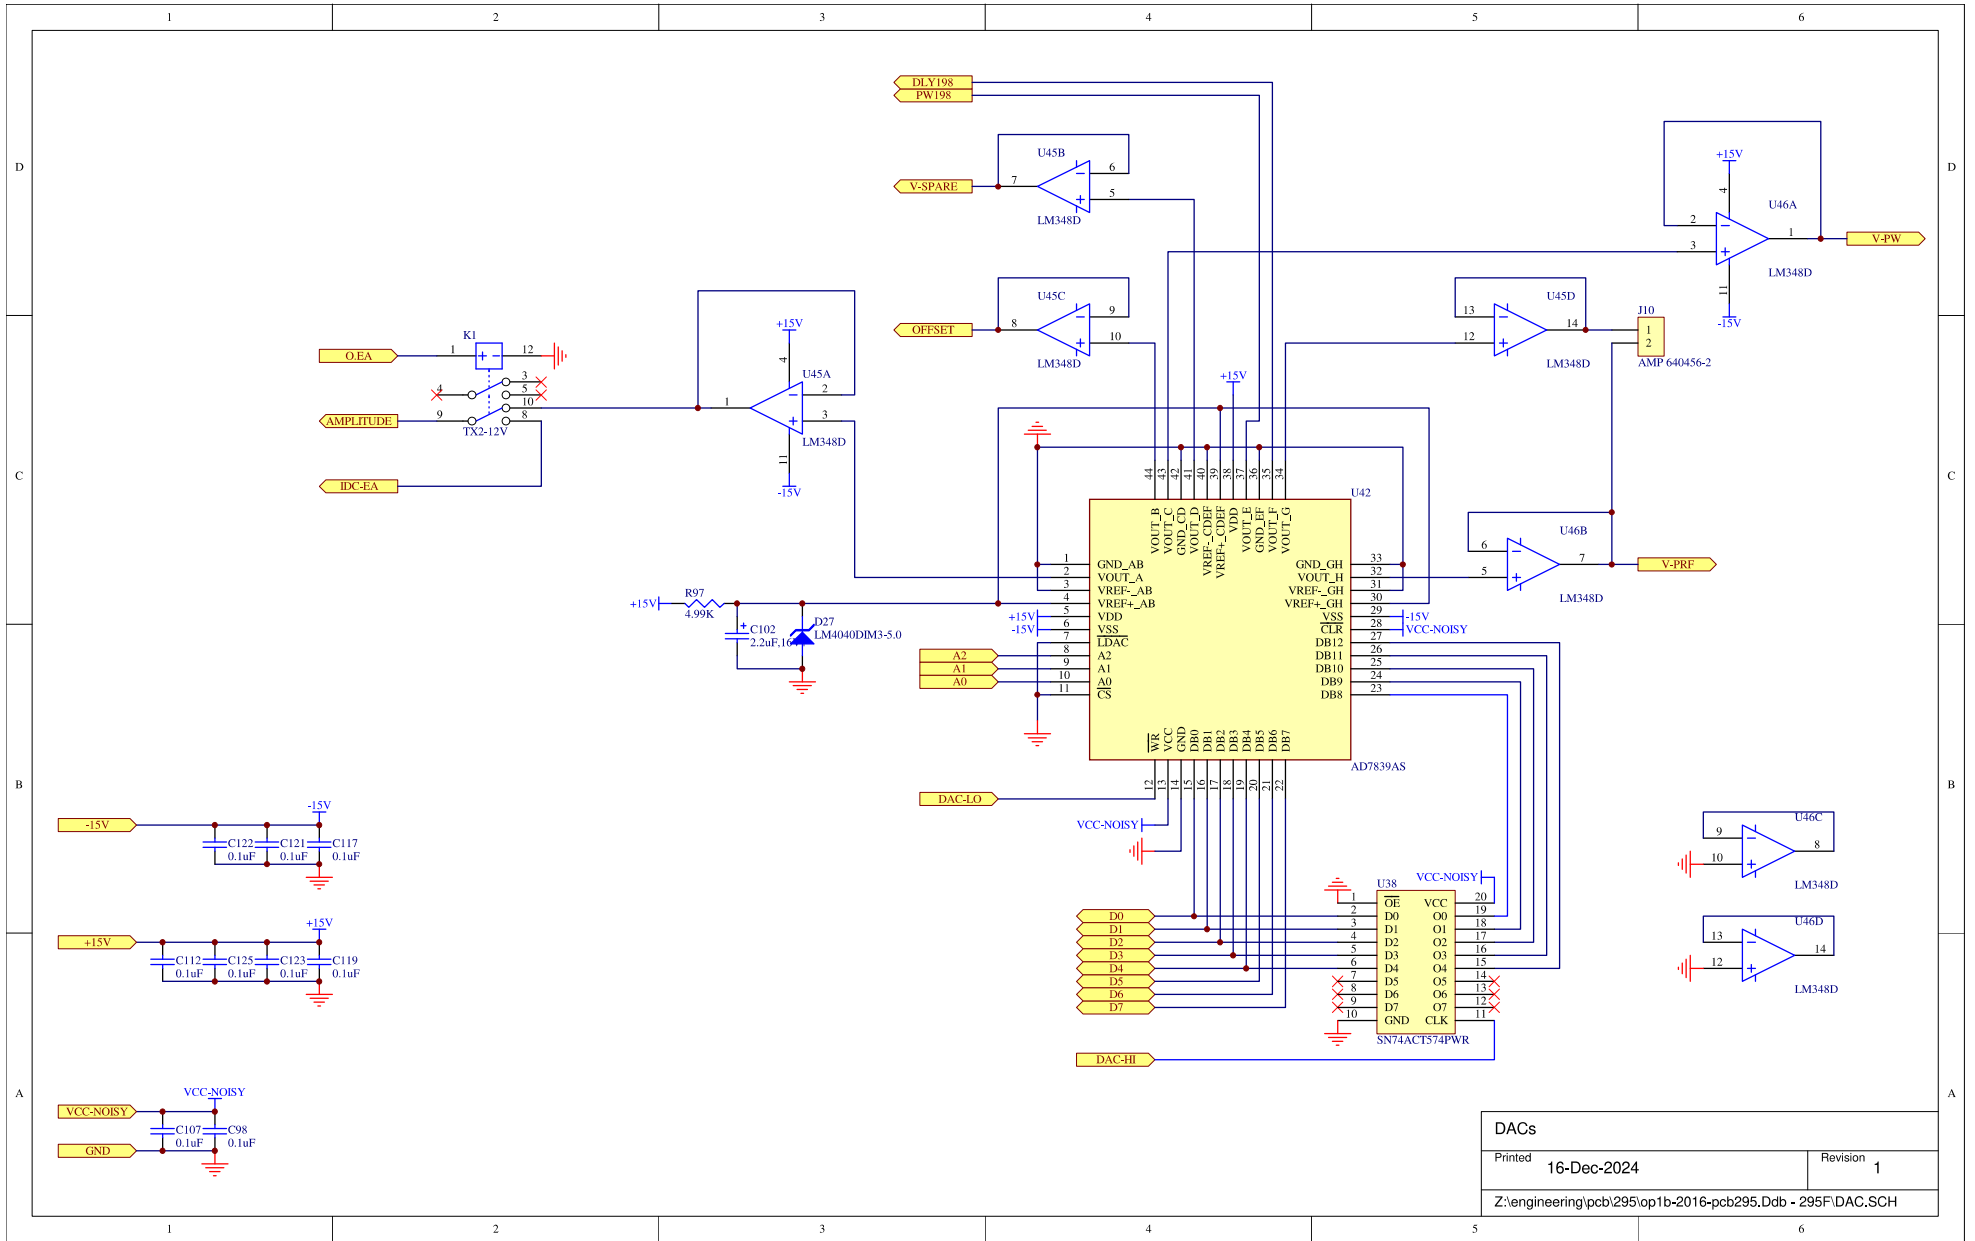 1 2 3 4 5 6
DLY198
PW198
D D
U45B
V-SPARE 7 6 5
LM348D
+15V
4
U46A
2
3
1
V-PW
LM348D
11
-15V
U45C
OFFSET 8 9 10
LM348D
U45D
13
12
14
LM348D
J10
1
2
AMP 640456-2
K1
O.EA 1 + - 12
4 3
5
10
AMPLITUDE 9 8
TX2-12V
IDC-EA
+15V
4
U45A
1 2
3
LM348D
11
-15V
+15V
C C
44 43 42 41 40 39 38 37 36 35 34
U42
VOUT_B
VOUT_C
GND_CD
VOUT_D
VREF-_CDEF
VREF+_CDEF
VDD
VOUT_E
GND_EF
VOUT_F
VOUT_G
1 GND_AB GND_GH 33
2 VOUT_A VOUT_H 32
3 VREF-_AB VREF-_GH 31
4 VREF+_AB VREF+_GH 30
+15V 5 VDD VSS 29 -15V
-15V 6 VSS CLR 28 VCC-NOISY
7 LDAC DB12 27
A2 8 A2 DB11 26
A1 9 A1 DB10 25
A0 10 A0 DB9 24
11 CS DB8 23
U46B
6
5
7
V-PRF
LM348D
+15V
R97
4.99K
+
C102
2.2uF,16
D27
LM4040DIM3-5.0
WR
VCC
GND
DB0
DB1
DB2
DB3
DB4
DB5
DB6
DB7
12 13 14 15 16 17 18 19 20 21 22
AD7839AS
B B
DAC-LO
VCC-NOISY
-15V
-15V
C122 C121 C117
0.1uF 0.1uF 0.1uF
U46C
9
10
8
LM348D
VCC-NOISY
U38
1 OE VCC 20
D0 2 D0 O0 19
D1 3 D1 O1 18
D2 4 D2 O2 17
D3 5 D3 O3 16
D4 6 D4 O4 15
D5 7 D5 O5 14
D6 8 D6 O6 13
D7 9 D7 O7 12
10 GND CLK 11
SN74ACT574PWR
DAC-HI
U46D
13
12
14
LM348D
+15V
+15V
C112 C125 C123 C119
0.1uF 0.1uF 0.1uF 0.1uF
A A
VCC-NOISY
VCC-NOISY
C107 C98
0.1uF 0.1uF
GND
DACs
Printed 16-Dec-2024
Revision 1
Z:\engineering\pcb\295\op1b-2016-pcb295.Ddb - 295F\DAC.SCH
1 2 3 4 5 6